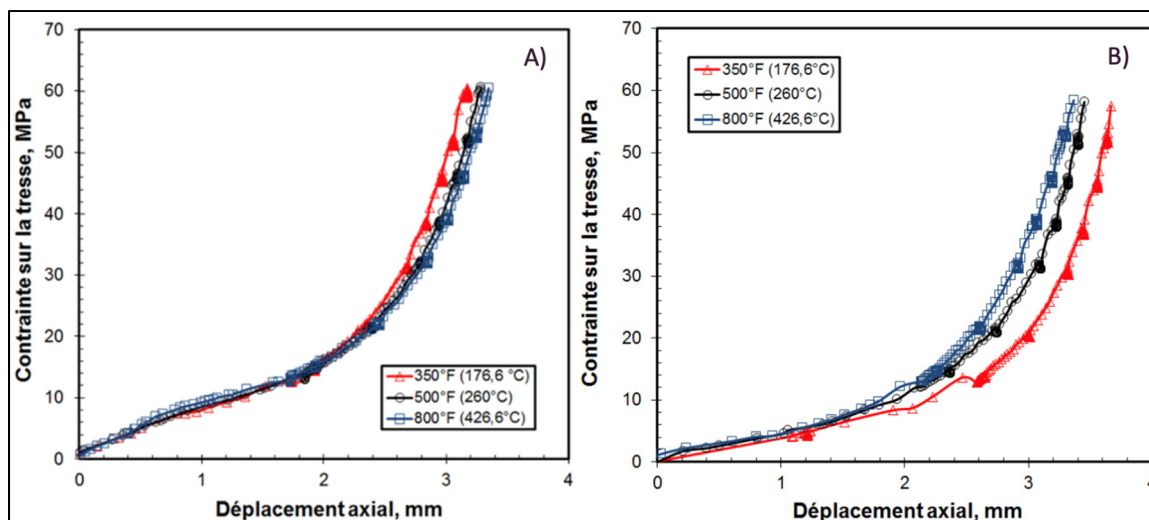 A)
Contrainte sur la tresse, MPa
70
60
50
40
30
20
10
0
350°F (176,6 °C)
500°F (260°C)
800°F (426,6°C)
0 1 2 3 4
Déplacement axial, mm
B)
Contrainte sur la tresse, MPa
70
60
50
40
30
20
10
0
350°F (176,6°C)
500°F (260°C)
800°F (426,6°C)
0 1 2 3 4
Déplacement axial, mm